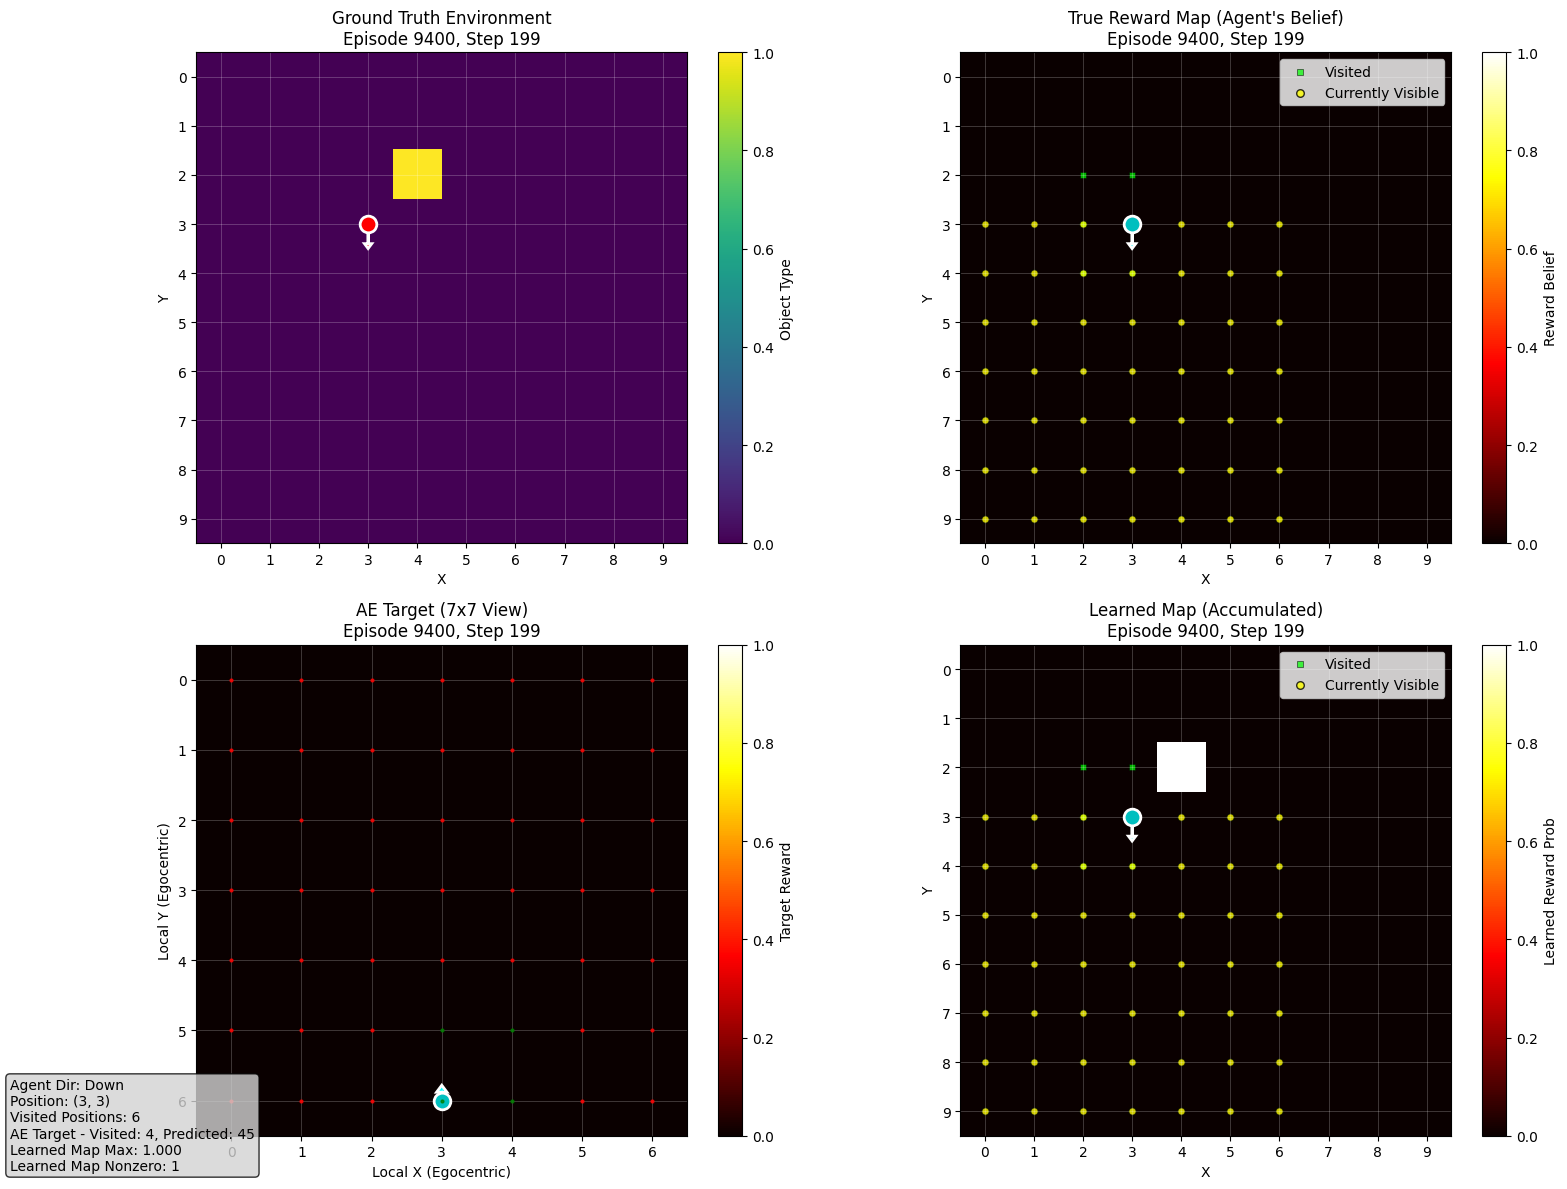 Ground Truth Environment
Episode 9400, Step 199
0
1
2
3
4
5
6
7
8
9
Y
0 1 2 3 4 5 6 7 8 9
X
1.0
0.8
0.6
0.4
0.2
0.0
Object Type
True Reward Map (Agent's Belief)
Episode 9400, Step 199
Visited
Currently Visible
0
1
2
3
4
5
6
7
8
9
Y
0 1 2 3 4 5 6 7 8 9
X
1.0
0.8
0.6
0.4
0.2
0.0
Reward Belief
AE Target (7x7 View)
Episode 9400, Step 199
0
1
2
3
4
5
6
Local Y (Egocentric)
0 1 2 3 4 5 6
Local X (Egocentric)
1.0
0.8
0.6
0.4
0.2
0.0
Target Reward
Learned Map (Accumulated)
Episode 9400, Step 199
Visited
Currently Visible
0
1
2
3
4
5
6
7
8
9
Y
0 1 2 3 4 5 6 7 8 9
X
1.0
0.8
0.6
0.4
0.2
0.0
Learned Reward Prob
Agent Dir: Down
Position: (3, 3)
Visited Positions: 6
AE Target - Visited: 4, Predicted: 45
Learned Map Max: 1.000
Learned Map Nonzero: 1